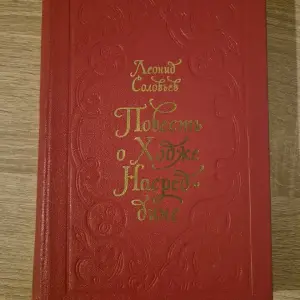 Леонид
Соловьев
Повесть
о Ходже
Насред-
дине